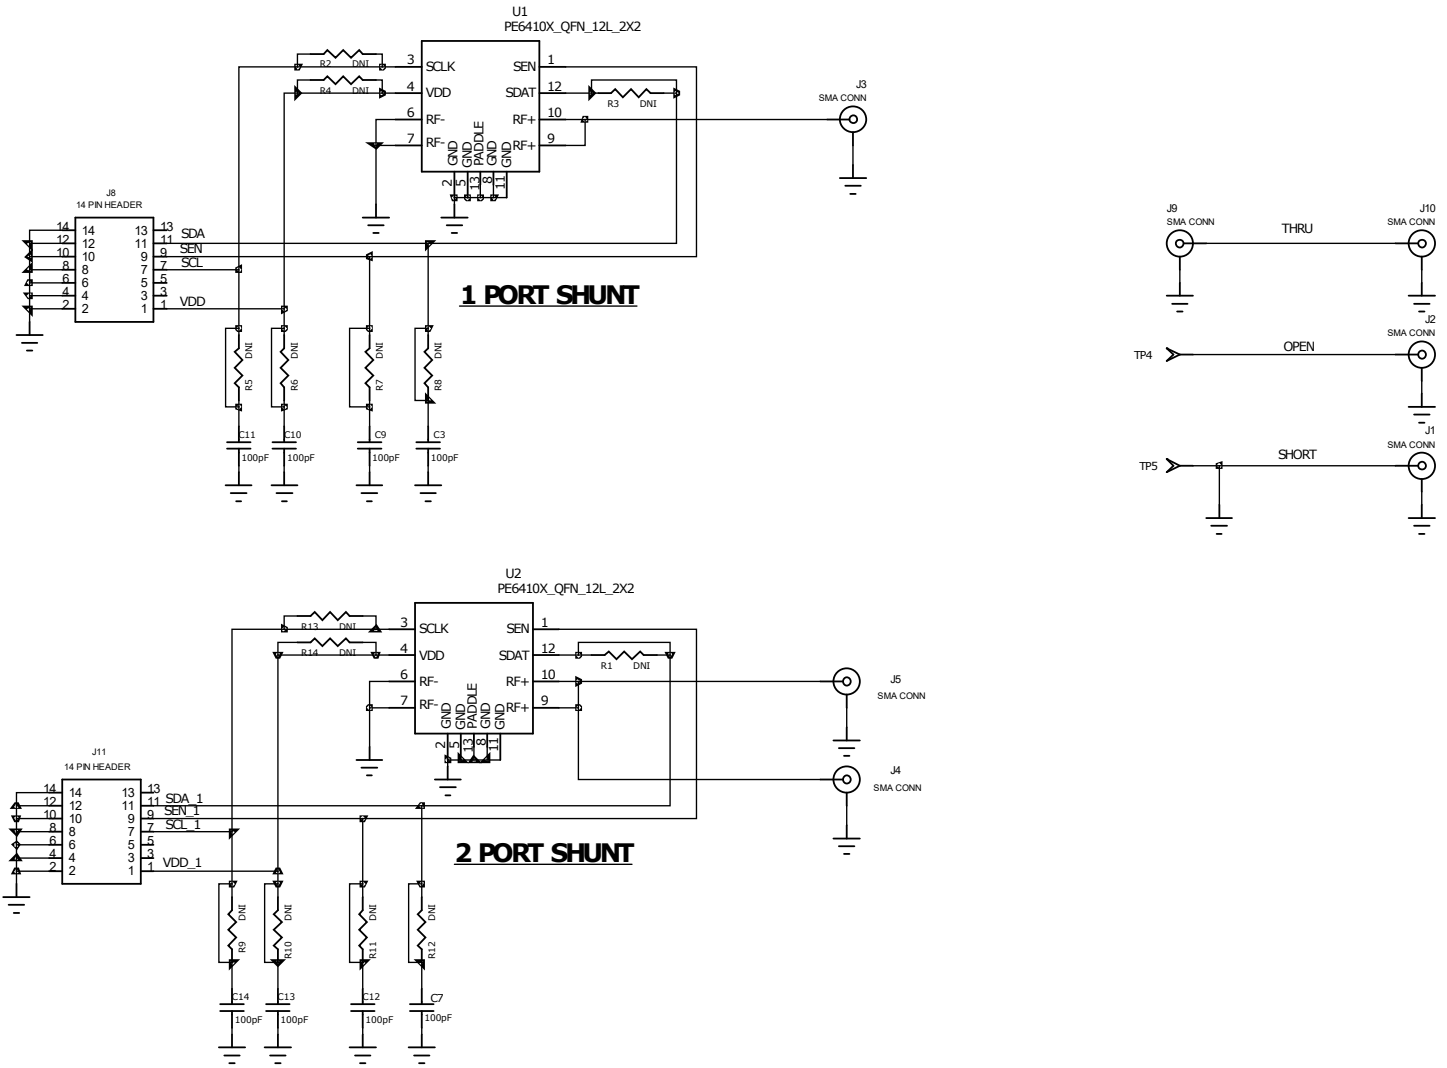 U1
PE6410X_QFN_12L_2X2
R2 DNI
3 SCLK
SEN 1
R4 DNI
4 VDD
SDAT 12
R3 DNI
6 RF-
RF+ 10
7 RF-
RF+ 9
GND GND PADDLE GND GND
2 5 13 8 11
J3
SMA CONN
J8
14 PIN HEADER
14 14 13 13
12 12 11 11 SDA
10 10 9 9 SEN
8 8 7 7 SCL
6 6 5 5
4 4 3 3
2 2 1 1 VDD
1 PORT SHUNT
R5 DNI
R6 DNI
R7 DNI
R8 DNI
C11 C10 C9 C3
100pF 100pF 100pF 100pF
J9
SMA CONN
THRU
J10
SMA CONN
J2
SMA CONN
TP4
OPEN
J1
SMA CONN
TP5
SHORT
U2
PE6410X_QFN_12L_2X2
R13 DNI
3 SCLK
SEN 1
R14 DNI
4 VDD
SDAT 12
R1 DNI
6 RF-
RF+ 10
7 RF-
RF+ 9
GND GND PADDLE GND GND
2 5 13 8 11
J5
SMA CONN
J4
SMA CONN
J11
14 PIN HEADER
14 14 13 13
12 12 11 11 SDA_1
10 10 9 9 SEN_1
8 8 7 7 SCL_1
6 6 5 5
4 4 3 3
2 2 1 1 VDD_1
2 PORT SHUNT
R9 DNI
R10 DNI
R11 DNI
R12 DNI
C14 C13 C12 C7
100pF 100pF 100pF 100pF